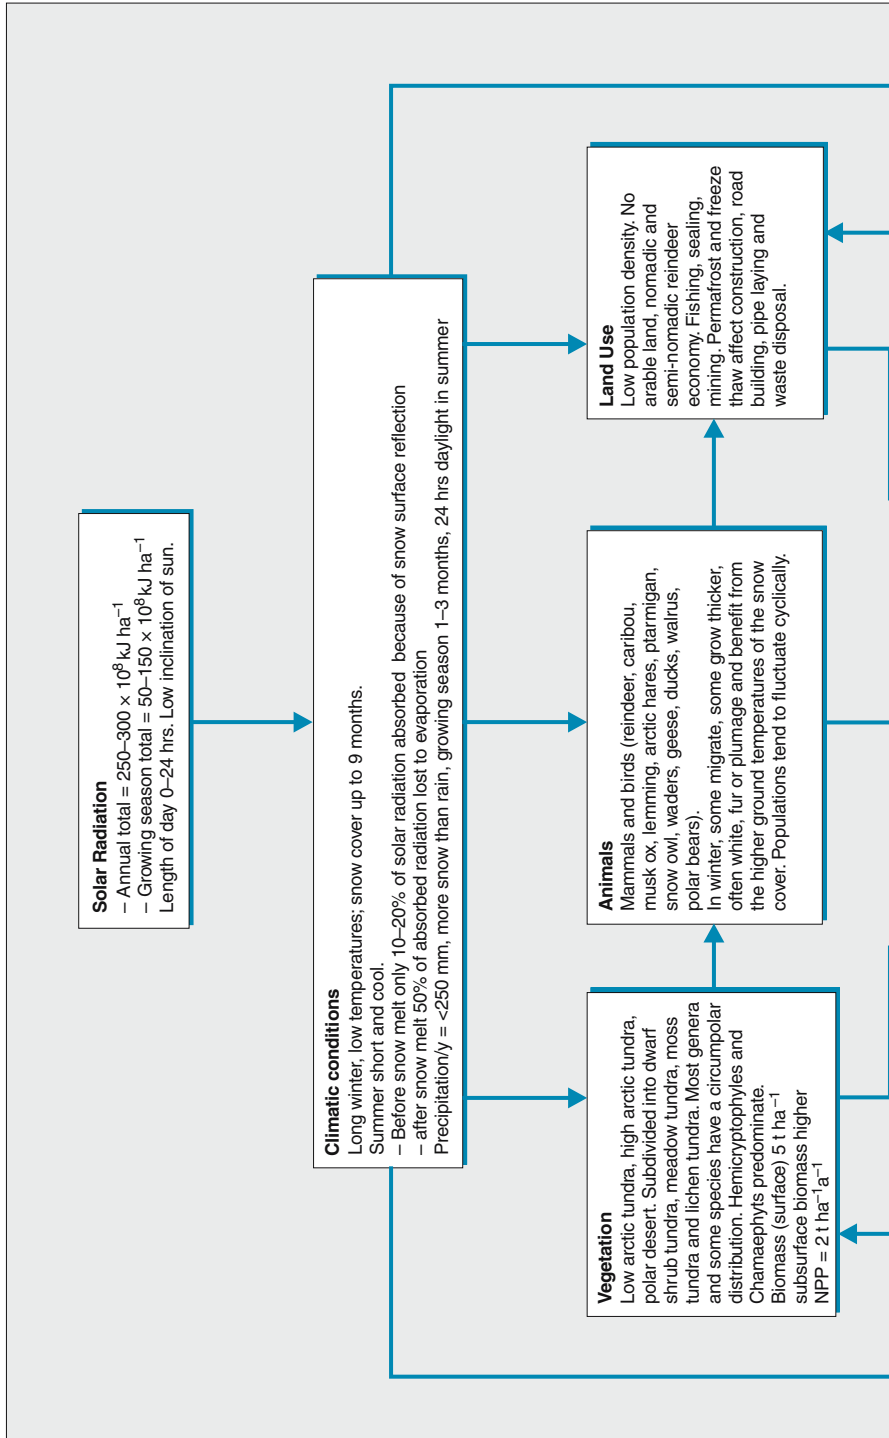 Solar Radiation
– Annual total = 250–300 × 10⁸ kJ ha⁻¹
– Growing season total = 50–150 × 10⁸ kJ ha⁻¹
Length of day 0–24 hrs. Low inclination of sun.
Climatic conditions
Long winter, low temperatures; snow cover up to 9 months.
Summer short and cool.
– Before snow melt only 10–20% of solar radiation absorbed because of snow surface reflection
– after snow melt 50% of absorbed radiation lost to evaporation
Precipitation/y = <250 mm, more snow than rain, growing season 1–3 months, 24 hrs daylight in summer
Vegetation
Low arctic tundra, high arctic tundra,
polar desert. Subdivided into dwarf
shrub tundra, meadow tundra, moss
tundra and lichen tundra. Most genera
and some species have a circumpolar
distribution. Hemicryptophyles and
Chamaephyts predominate.
Biomass (surface) 5 t ha⁻¹
subsurface biomass higher
NPP = 2 t ha⁻¹a⁻¹
Animals
Mammals and birds (reindeer, caribou,
musk ox, lemming, arctic hares, ptarmigan,
snow owl, waders, geese, ducks, walrus,
polar bears).
In winter, some migrate, some grow thicker,
often white, fur or plumage and benefit from
the higher ground temperatures of the snow
cover. Populations tend to fluctuate cyclically.
Land Use
Low population density. No
arable land, nomadic and
semi-nomadic reindeer
economy. Fishing, sealing,
mining. Permafrost and freeze
thaw affect construction, road
building, pipe laying and
waste disposal.